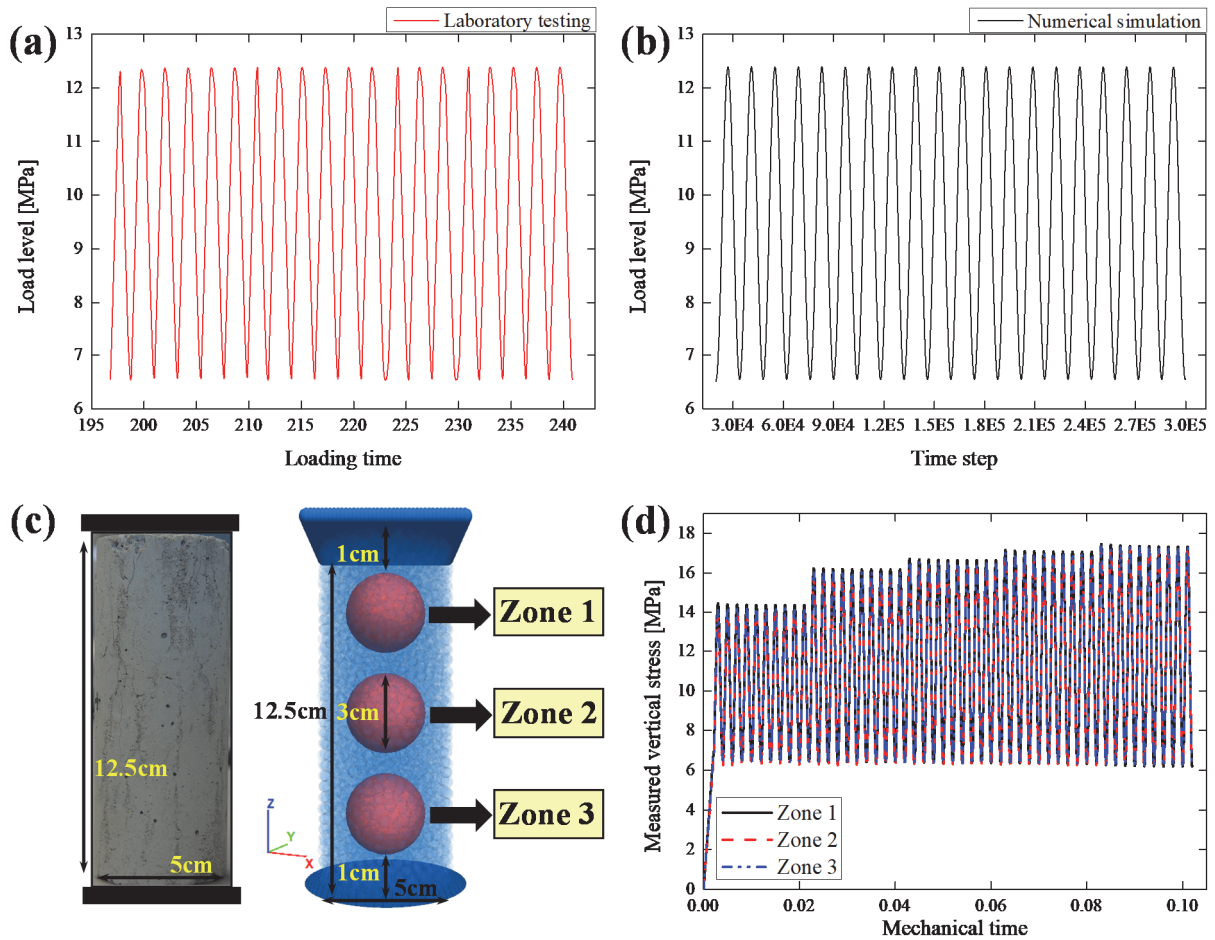 (a)
Laboratory testing
Load level [MPa]
13
12
11
10
9
8
7
6
195 200 205 210 215 220 225 230 235 240
Loading time
(b)
Numerical simulation
Load level [MPa]
13
12
11
10
9
8
7
6
3.0E4 6.0E4 9.0E4 1.2E5 1.5E5 1.8E5 2.1E5 2.4E5 2.7E5 3.0E5
Time step
(c)
12.5cm
5cm
1cm
Zone 1
12.5cm
3cm
Zone 2
Zone 3
Z
Y
X
1cm
5cm
(d)
Measured vertical stress [MPa]
18
16
14
12
10
8
6
4
2
0
Zone 1
Zone 2
Zone 3
0.00 0.02 0.04 0.06 0.08 0.10
Mechanical time